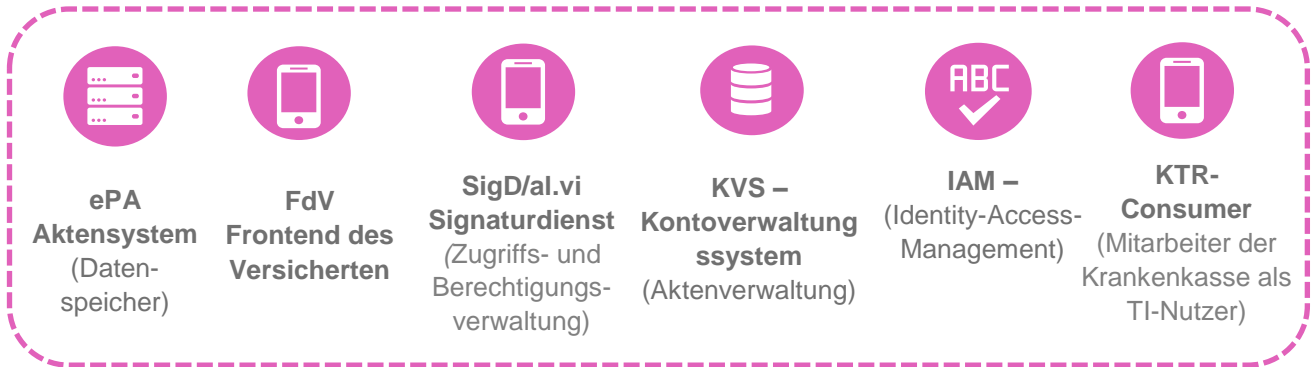 ePA
Aktensystem
(Daten-
speicher)
FdV
Frontend des
Versicherten
SigD/al.vi
Signaturdienst
(Zugriffs- und
Berechtigungs-
verwaltung)
KVS –
Kontoverwaltung
ssystem
(Aktenverwaltung)
ABC
IAM –
(Identity-Access-
Management)
KTR-
Consumer
(Mitarbeiter der
Krankenkasse als
TI-Nutzer)